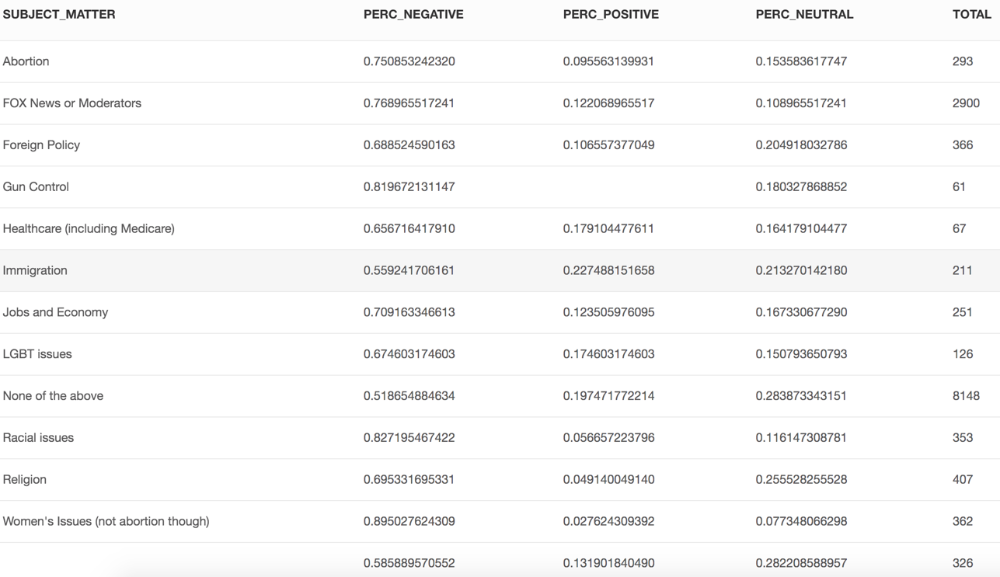 SUBJECT_MATTER PERC_NEGATIVE PERC_POSITIVE PERC_NEUTRAL TOTAL
Abortion 0.750853242320 0.095563139931 0.153583617747 293
FOX News or Moderators 0.768965517241 0.122068965517 0.108965517241 2900
Foreign Policy 0.688524590163 0.106557377049 0.204918032786 366
Gun Control 0.819672131147 0.180327868852 61
Healthcare (including Medicare) 0.656716417910 0.179104477611 0.164179104477 67
Immigration 0.559241706161 0.227488151658 0.213270142180 211
Jobs and Economy 0.709163346613 0.123505976095 0.167330677290 251
LGBT issues 0.674603174603 0.174603174603 0.150793650793 126
None of the above 0.518654884634 0.197471772214 0.283873343151 8148
Racial issues 0.827195467422 0.056657223796 0.116147308781 353
Religion 0.695331695331 0.049140049140 0.255528255528 407
Women's Issues (not abortion though) 0.895027624309 0.027624309392 0.077348066298 362
0.585889570552 0.131901840490 0.282208588957 326